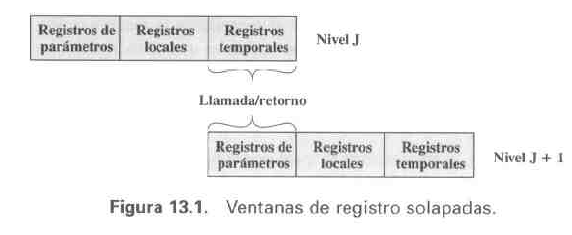 Registros de parámetros
Registros locales
Registros temporales
Nivel J
Llamada/retorno
Registros de parámetros
Registros locales
Registros temporales
Nivel J + 1
Figura 13.1. Ventanas de registro solapadas.